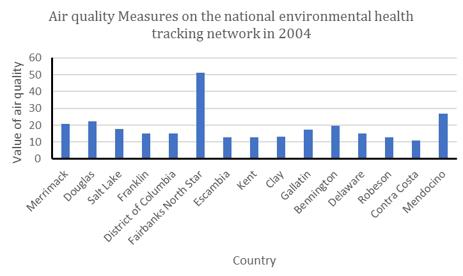 Air quality Measures on the national environmental health
tracking network in 2004
Value of air quality
60
50
40
30
20
10
0
Merrimack
Douglas
Salt Lake
Franklin
District of Columbia
Fairbanks North Star
Escambia
Kent
Clay
Gallatin
Bennington
Delaware
Robeson
Contra Costa
Mendocino
Country